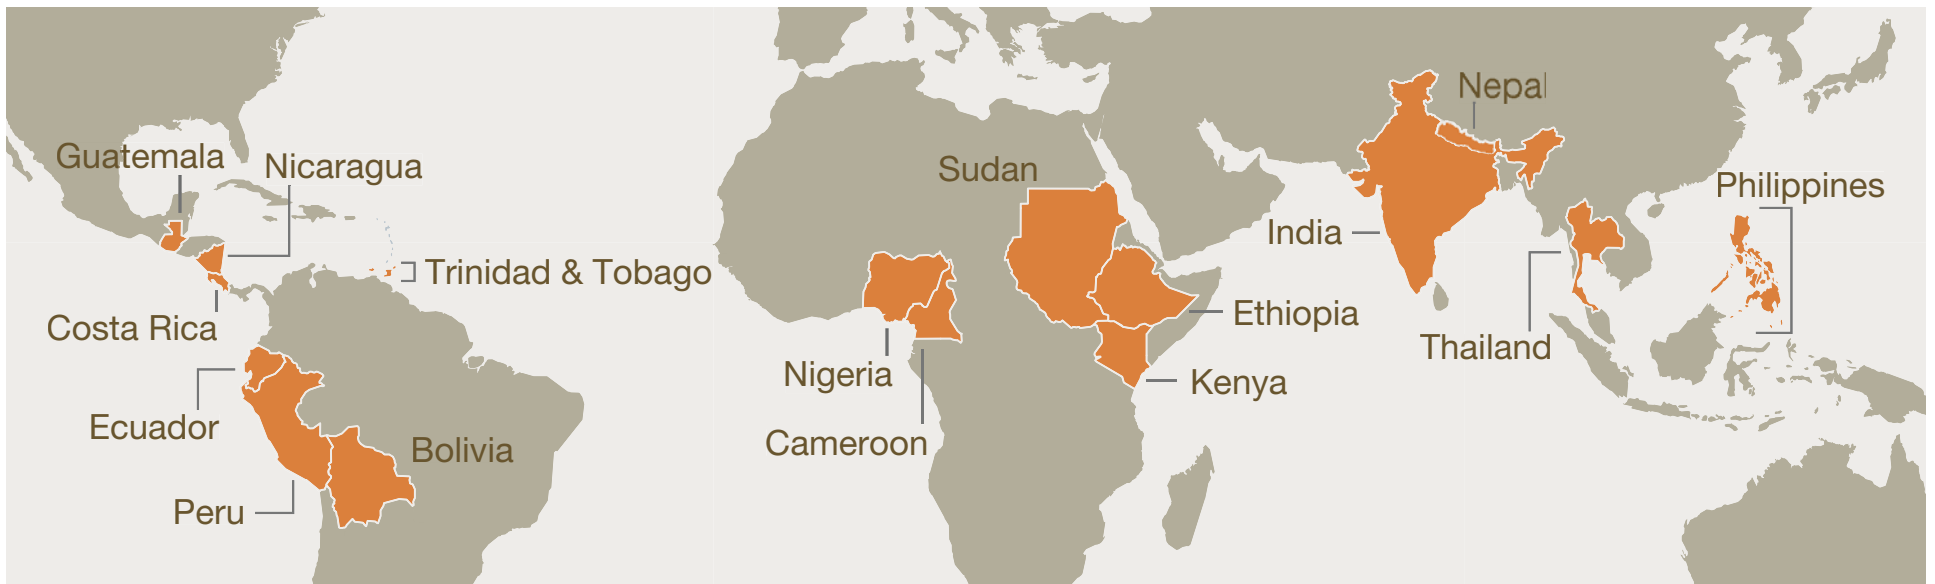 Guatemala
Nicaragua
Trinidad & Tobago
Costa Rica
Ecuador
Bolivia
Peru
Sudan
Nigeria
Cameroon
Ethiopia
Kenya
Nepal
India
Philippines
Thailand